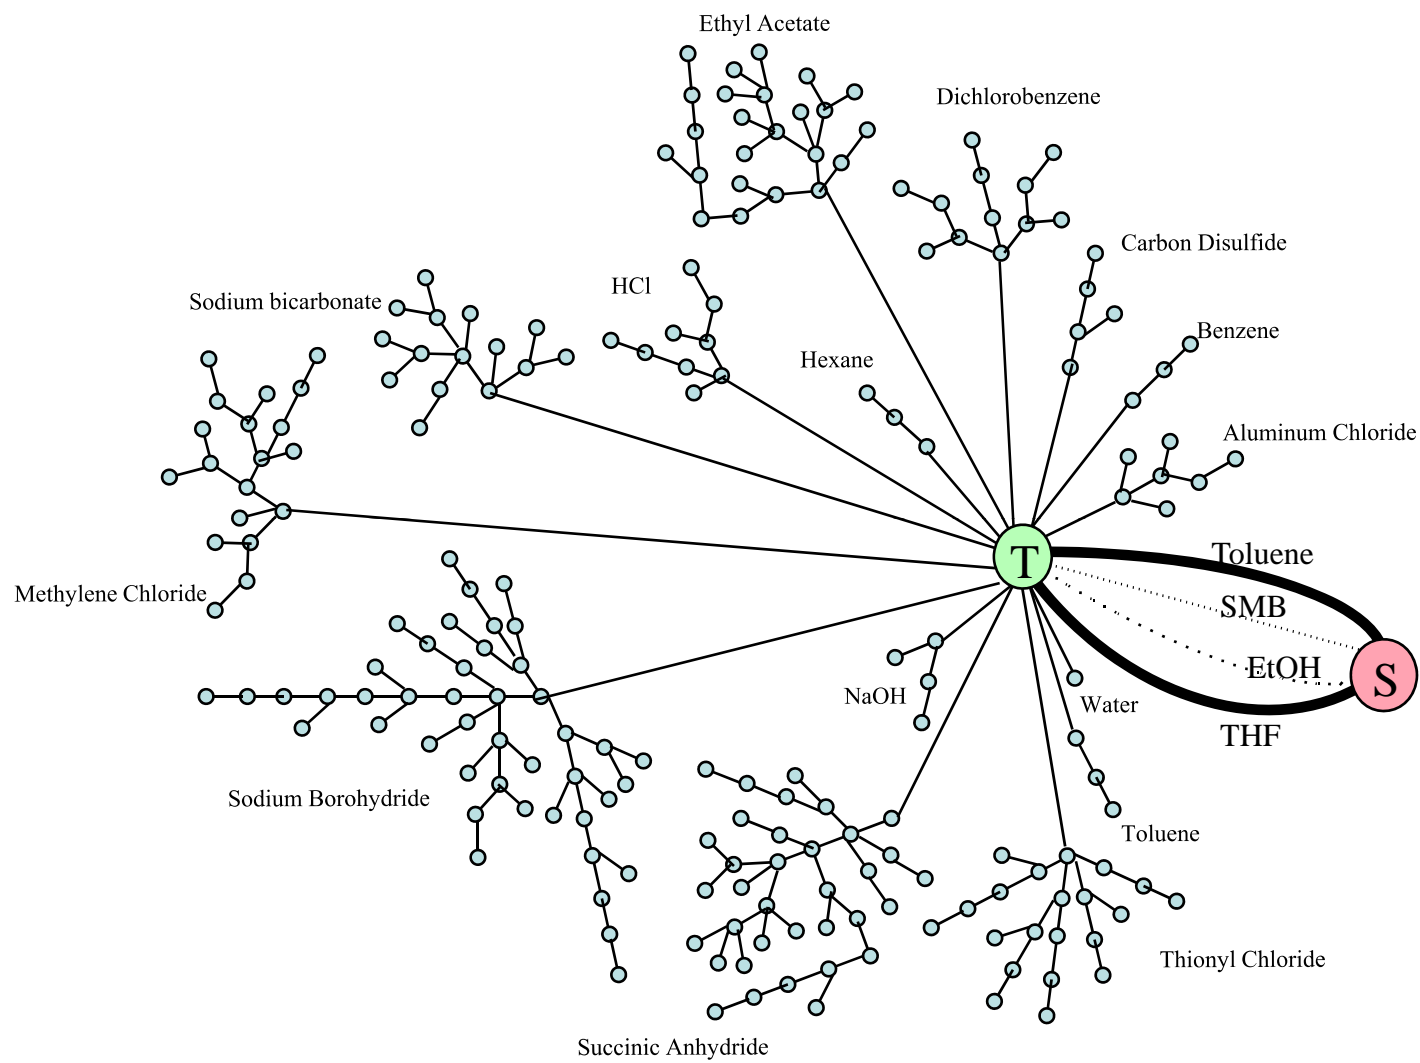 Ethyl Acetate
Dichlorobenzene
Carbon Disulfide
HCl
Sodium bicarbonate
Benzene
Hexane
Aluminum Chloride
T
Toluene
Methylene Chloride
SMB
EtOH
S
NaOH
Water
THF
Sodium Borohydride
Toluene
Thionyl Chloride
Succinic Anhydride